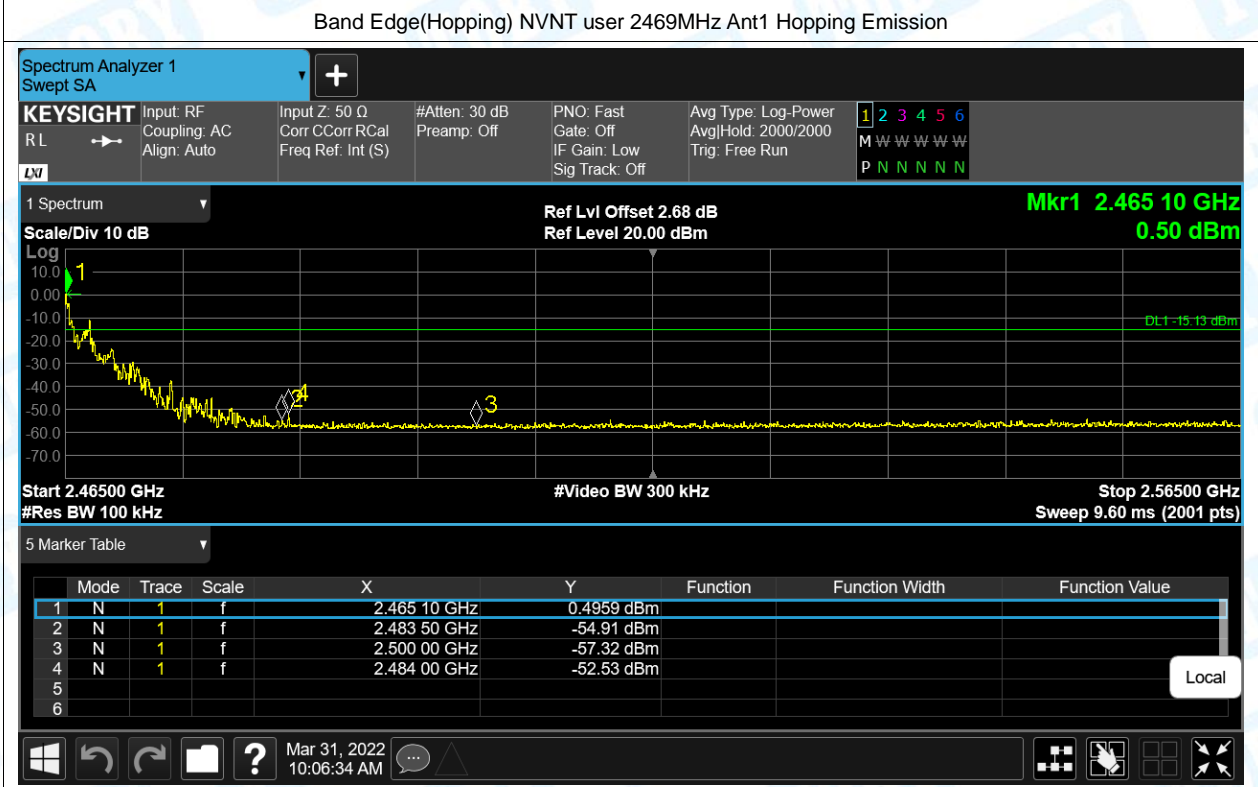 Band Edge(Hopping) NVNT user 2469MHz Ant1 Hopping Emission
Spectrum Analyzer 1
Swept SA
+
KEYSIGHT
R L
LXI
Input: RF
Coupling: AC
Align: Auto
Input Z: 50 Ω
Corr CCorr RCal
Freq Ref: Int (S)
#Atten: 30 dB
Preamp: Off
PNO: Fast
Gate: Off
IF Gain: Low
Sig Track: Off
Avg Type: Log-Power
Avg|Hold: 2000/2000
Trig: Free Run
1 2 3 4 5 6
M W W W W W
P N N N N N
1 Spectrum
Scale/Div 10 dB
Ref Lvl Offset 2.68 dB
Ref Level 20.00 dBm
Mkr1 2.465 10 GHz
0.50 dBm
Log
10.0
0.00
-10.0
-20.0
-30.0
-40.0
-50.0
-60.0
-70.0
1
2
4
3
DL1 -15.13 dBm
Start 2.46500 GHz
#Res BW 100 kHz
#Video BW 300 kHz
Stop 2.56500 GHz
Sweep 9.60 ms (2001 pts)
5 Marker Table
Mode Trace Scale X Y Function Function Width Function Value
1 N 1 f 2.465 10 GHz 0.4959 dBm
2 N 1 f 2.483 50 GHz -54.91 dBm
3 N 1 f 2.500 00 GHz -57.32 dBm
4 N 1 f 2.484 00 GHz -52.53 dBm
5
6
Local
?
Mar 31, 2022
10:06:34 AM